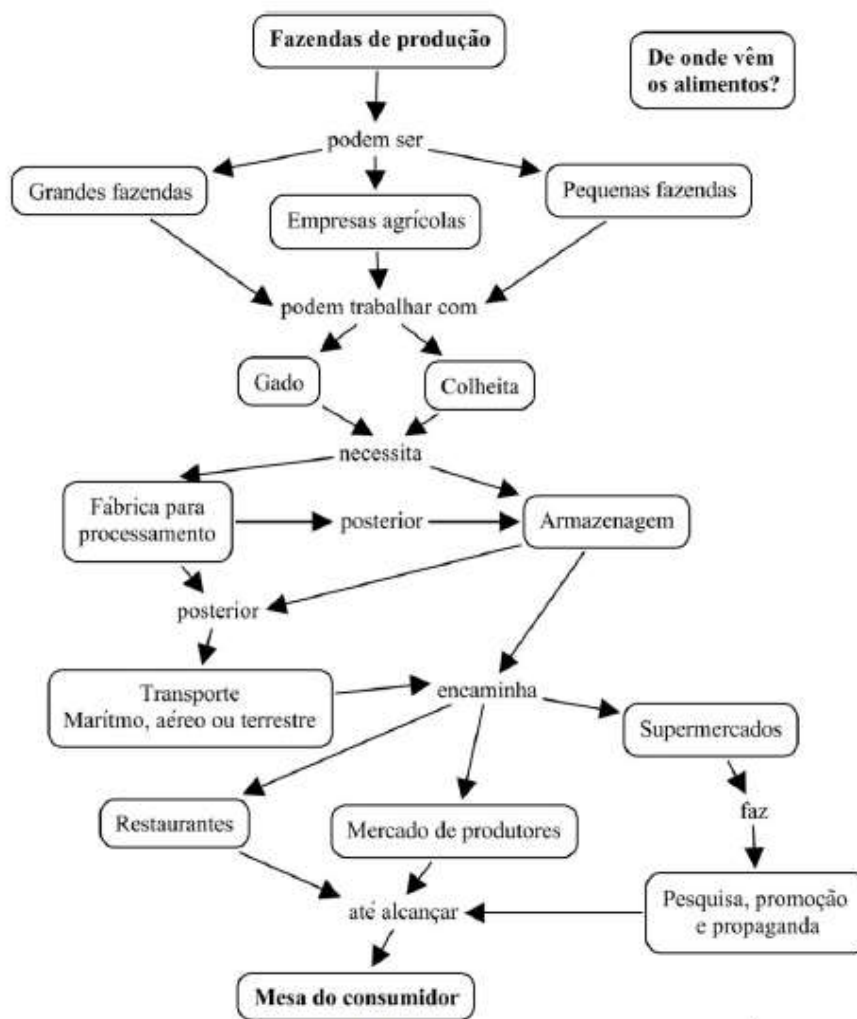 Fazendas de produção
De onde vêm
os alimentos?
podem ser
Grandes fazendas
Empresas agrícolas
Pequenas fazendas
podem trabalhar com
Gado
Colheita
necessita
Fábrica para
processamento
posterior
Armazenagem
posterior
Transporte
Marítmo, aéreo ou terrestre
encaminha
Supermercados
Restaurantes
Mercado de produtores
faz
até alcançar
Pesquisa, promoção
e propaganda
Mesa do consumidor